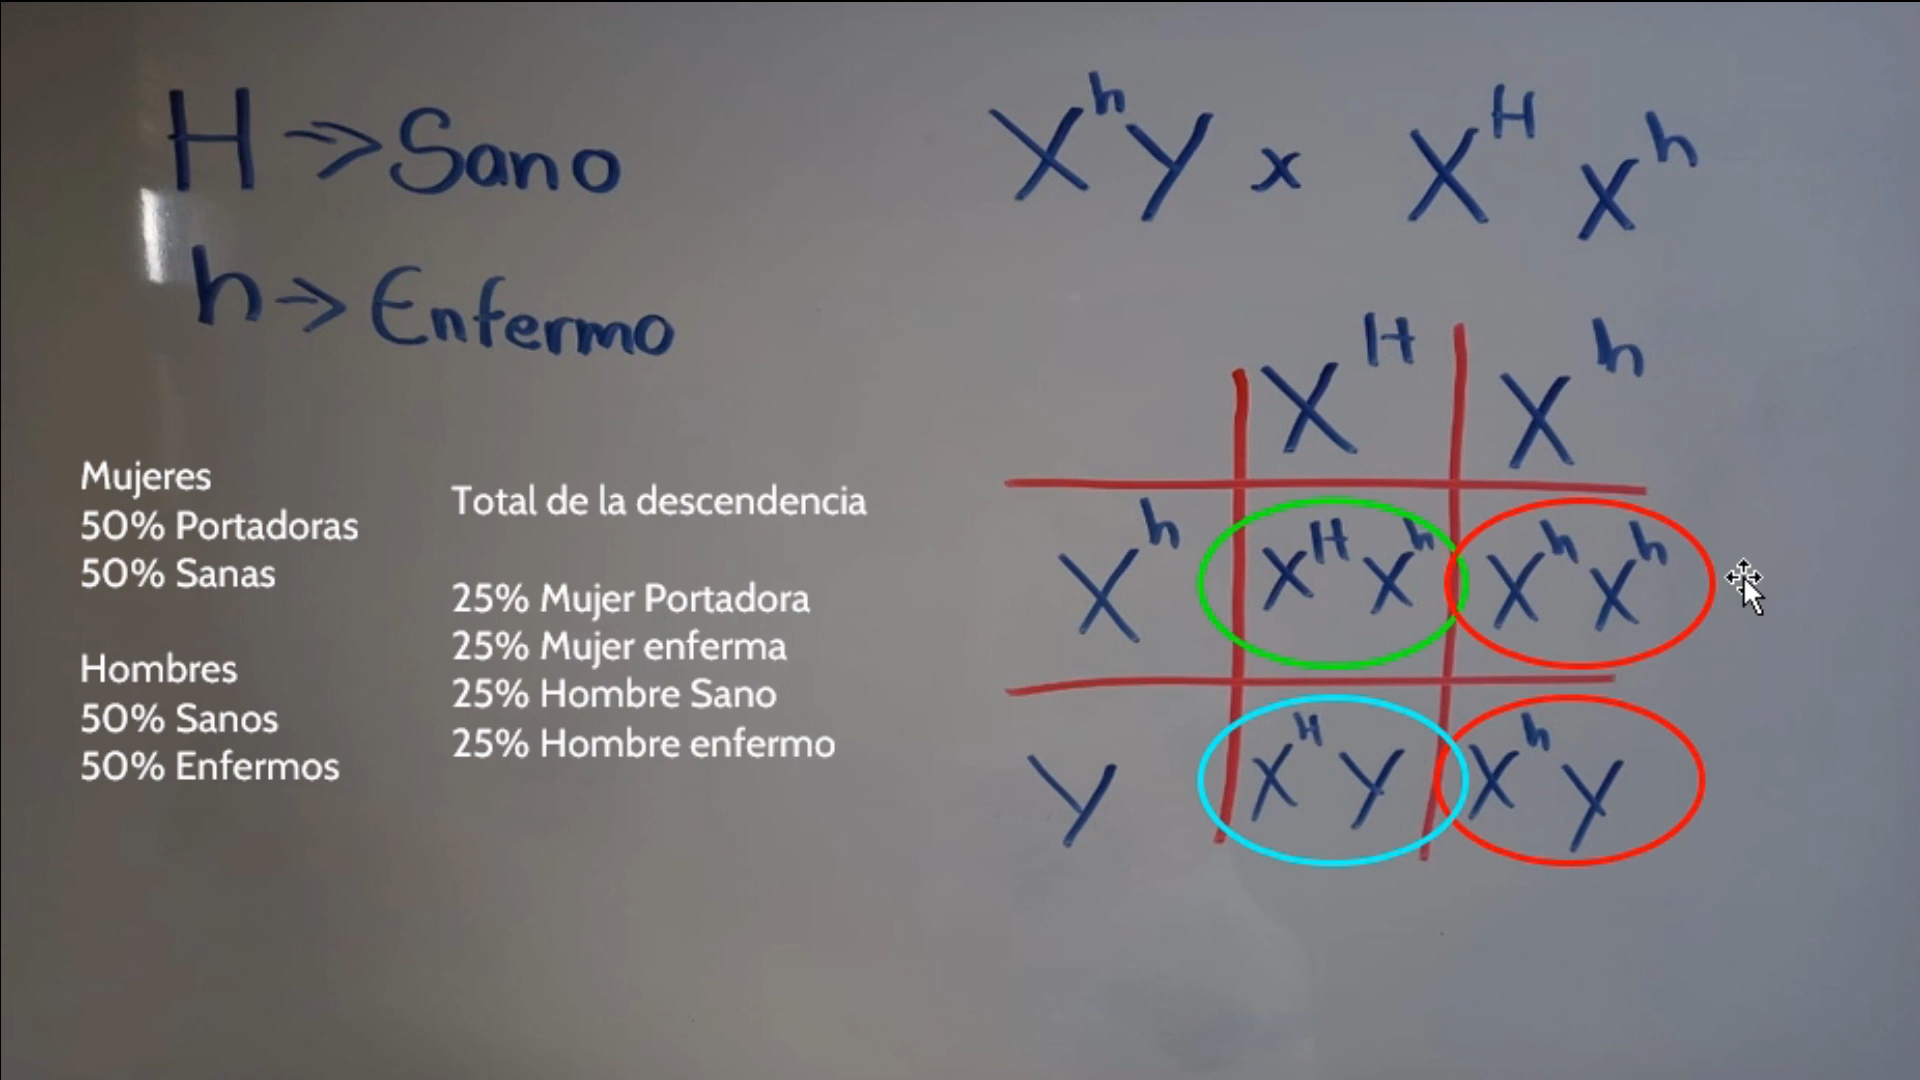 H => Sano
h -> Enfermo
X^h Y x X^H X^h
X^H X^h
X^h X^H X^h X^h X^h
Y X^H Y X^h Y
Mujeres
50% Portadoras
50% Sanas
Hombres
50% Sanos
50% Enfermos
Total de la descendencia
25% Mujer Portadora
25% Mujer enferma
25% Hombre Sano
25% Hombre enfermo